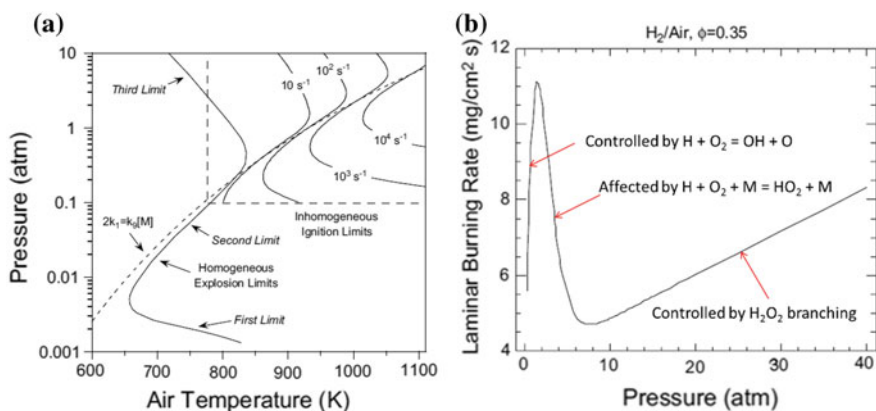 (a)
Pressure (atm)
10
1
0.1
0.01
0.001
600 700 800 900 1000 1100
Air Temperature (K)
Third Limit
10 s⁻¹
10² s⁻¹
10⁴ s⁻¹
10³ s⁻¹
Inhomogeneous
Ignition Limits
2k₁=k₉[M]
Second Limit
Homogeneous
Explosion Limits
First Limit
(b)
H₂/Air, ϕ=0.35
Laminar Burning Rate (mg/cm² s)
12
10
8
6
4
0 10 20 30 40
Pressure (atm)
Controlled by H + O₂ = OH + O
Affected by H + O₂ + M = HO₂ + M
Controlled by H₂O₂ branching